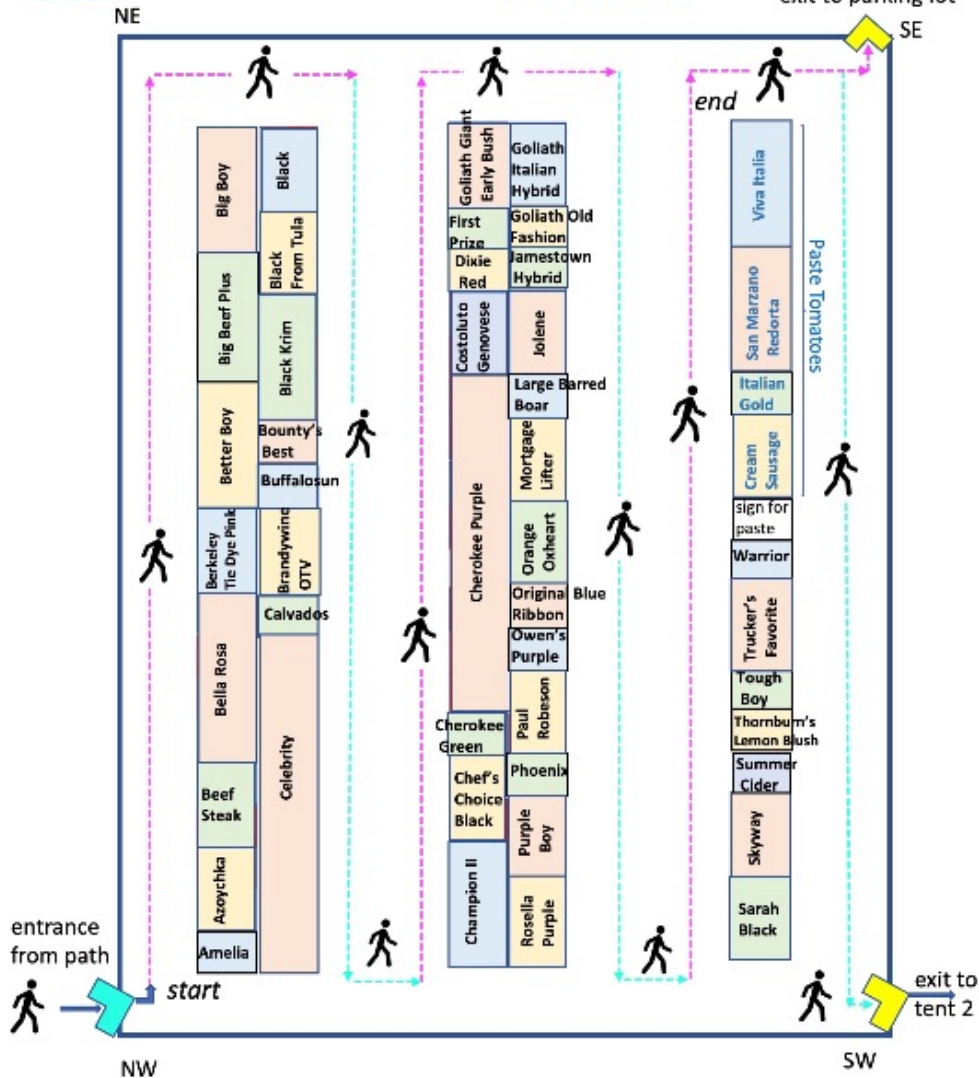 exit to parking lot
NE
SE
end
Big Boy
Big Beef Plus
Better Boy
Berkeley
Tie Dye Pink
Bella Rosa
Beef
Steak
Azoychka
Amelia
Black
Black
From Tula
Black Krim
Bounty's
Best
Buffalosun
Brandywine
OTV
Calvados
Celebrity
Goliath Giant
Early Bush
First
Prize
Dixie
Red
Costoluto
Genovese
Cherokee Purple
Cherokee
Green
Chef's
Choice
Black
Champion II
Goliath
Italian
Hybrid
Goliath Old
Fashion
Jamestown
Hybrid
Jolene
Large Barred
Boar
Mortgage
Lifter
Orange
Oxheart
Original Blue
Ribbon
Owen's
Purple
Paul
Robeson
Phoenix
Purple
Boy
Rosella
Purple
Viva Italia
San Marzano
Redorta
Italian
Gold
Cream
Sausage
Paste Tomatoes
sign for
paste
Warrior
Trucker's
Favorite
Tough
Boy
Thornburn's
Lemon Blush
Summer
Cider
Skyway
Sarah
Black
entrance
from path
start
exit to
tent 2
NW
SW